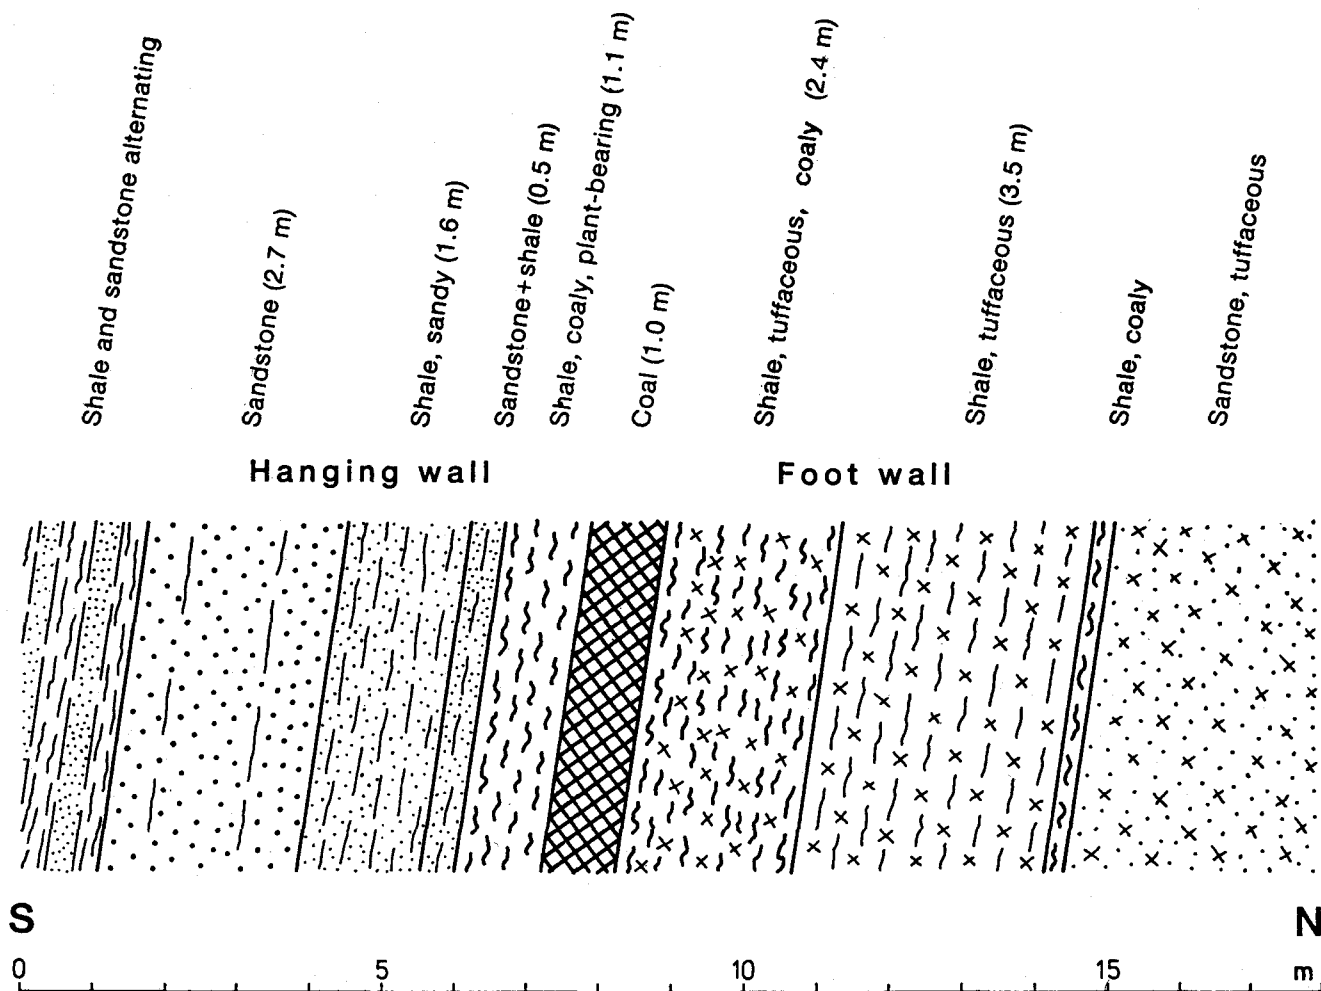 Shale and sandstone alternating
Sandstone (2.7 m)
Shale, sandy (1.6 m)
Sandstone+shale (0.5 m)
Shale, coaly, plant-bearing (1.1 m)
Coal (1.0 m)
Shale, tuffaceous, coaly (2.4 m)
Shale, tuffaceous (3.5 m)
Shale, coaly
Sandstone, tuffaceous
Hanging wall
Foot wall
S
N
0 5 10 15 m